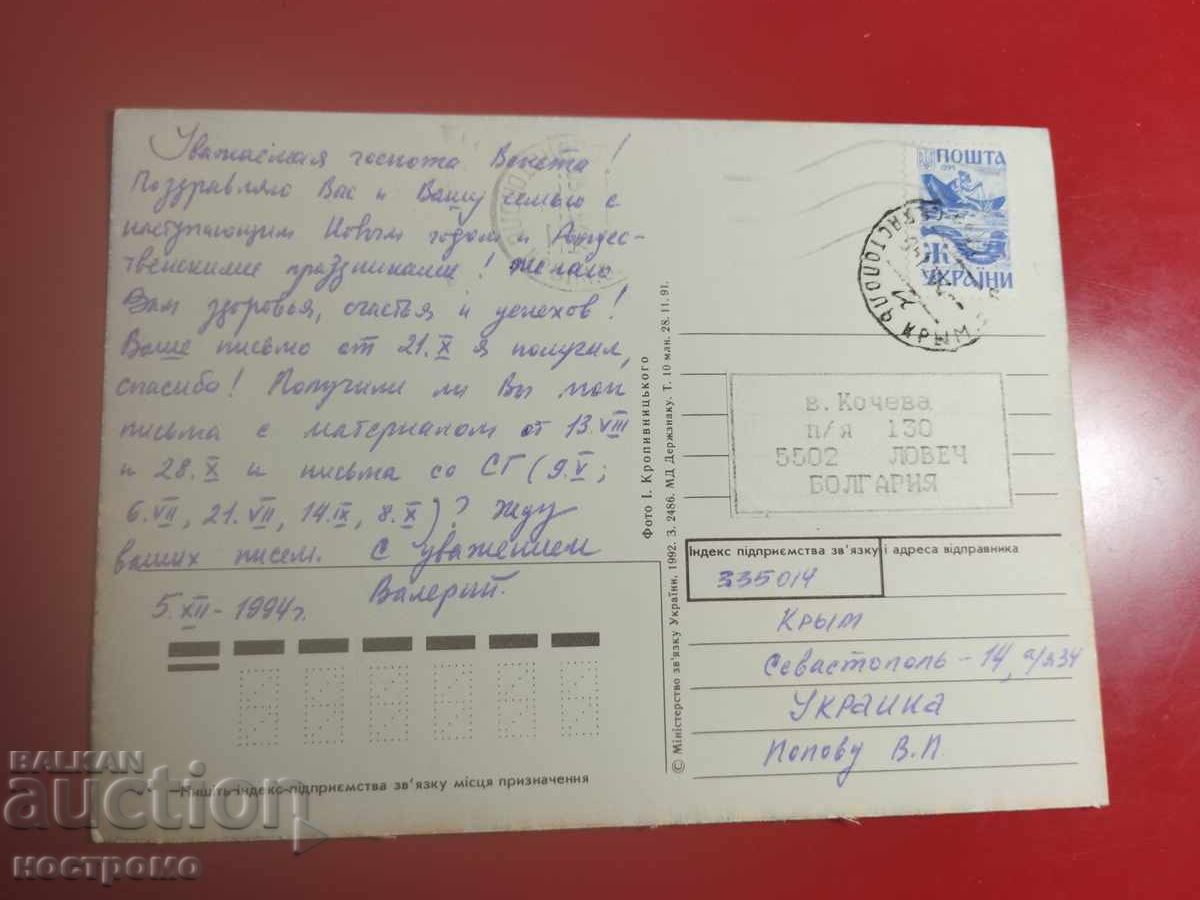 Уважаемая госпожа Венета!
Поздравляю Вас и Вашу семью с
наступающим Новым годом и Рождес-
твенскими праздниками! Желаю
Вам здоровья, счастья и успехов!
Ваше письмо от 21.X я получил,
спасибо! Получили ли Вы мои
письма с материалом от 13.VIII
и 28.X и письма со СГ (9.V;
6.VII, 21.VII, 14.IX, 8.X)? Жду
ваших писем. С уважением
Валерий.
5.XII-1994г.
Пишіть індекс підприємства зв'язку місця призначення
Фото І. Кропивницького
© Міністерство зв'язку України. 1992. З. 2486. МД Держзнаку. Т. 10 млн. 28.11.91.
ПОШТА
УКРАЇНИ
СЕВАСТОПОЛЬ КРЫМ
в. Кочева
п/я 130
5502 ЛОВЕЧ
БОЛГАРИЯ
Індекс підприємства зв'язку і адреса відправника
335014
Крым
Севастополь-14, а/я 34
Украина
Попову В.П.
BALKAN
auction
ностромо